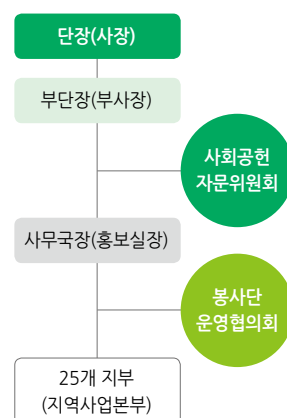 단장(사장)
부단장(부사장)
사회공헌
자문위원회
사무국장(홍보실장)
봉사단
운영협의회
25개 지부
(지역사업본부)